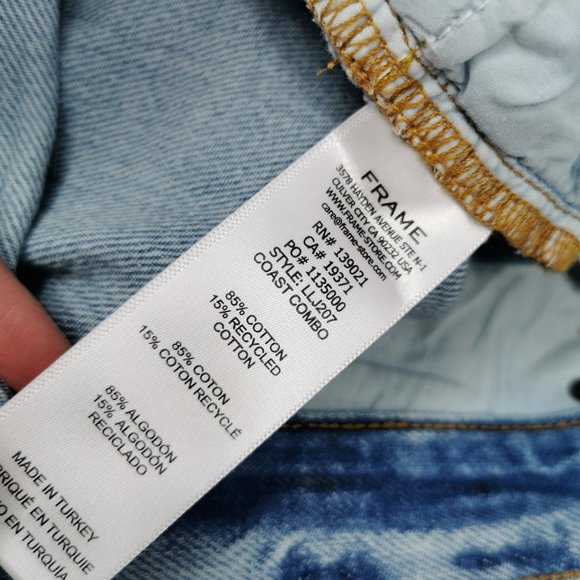 FRAME
3578 HAYDEN AVENUE STE N-1
CULVER CITY CA 90232 USA
WWW.FRAME-STORE.COM
care@frame-store.com
RN# 139021
CA# 19371
PO# 1135000
STYLE: LLJ207
COAST COMBO
85% COTTON
15% RECYCLED
COTTON
85% COTON
15% COTON RECYCLÉ
85% ALGODÓN
15% ALGODÓN
RECICLADO
MADE IN TURKEY
FABRIQUÉ EN TURQUIE
EN TURQUÍA